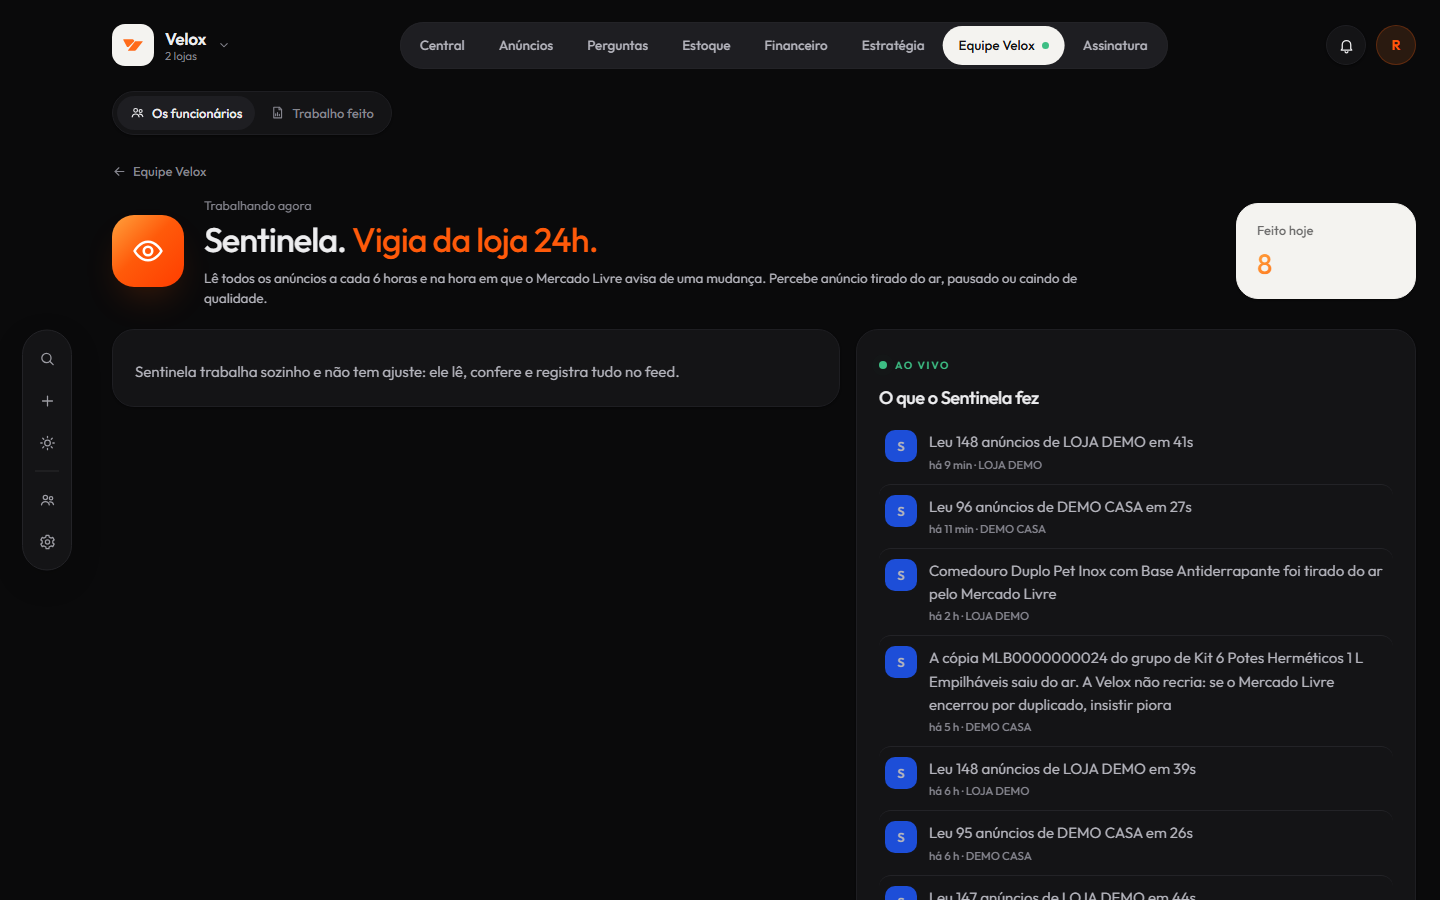 Velox
2 lojas
Central
Anúncios
Perguntas
Estoque
Financeiro
Estratégia
Equipe Velox
Assinatura
R
Os funcionários
Trabalho feito
Equipe Velox
Trabalhando agora
Sentinela. Vigia da loja 24h.
Lê todos os anúncios a cada 6 horas e na hora em que o Mercado Livre avisa de uma mudança. Percebe anúncio tirado do ar, pausado ou caindo de
qualidade.
Feito hoje
8
Sentinela trabalha sozinho e não tem ajuste: ele lê, confere e registra tudo no feed.
AO VIVO
O que o Sentinela fez
S
Leu 148 anúncios de LOJA DEMO em 41s
há 9 min · LOJA DEMO
S
Leu 96 anúncios de DEMO CASA em 27s
há 11 min · DEMO CASA
S
Comedouro Duplo Pet Inox com Base Antiderrapante foi tirado do ar
pelo Mercado Livre
há 2 h · LOJA DEMO
S
A cópia MLB0000000024 do grupo de Kit 6 Potes Herméticos 1 L
Empilháveis saiu do ar. A Velox não recria: se o Mercado Livre
encerrou por duplicado, insistir piora
há 5 h · DEMO CASA
S
Leu 148 anúncios de LOJA DEMO em 39s
há 6 h · LOJA DEMO
S
Leu 95 anúncios de DEMO CASA em 26s
há 6 h · DEMO CASA
S
Leu 147 anúncios de LOJA DEMO em 44s